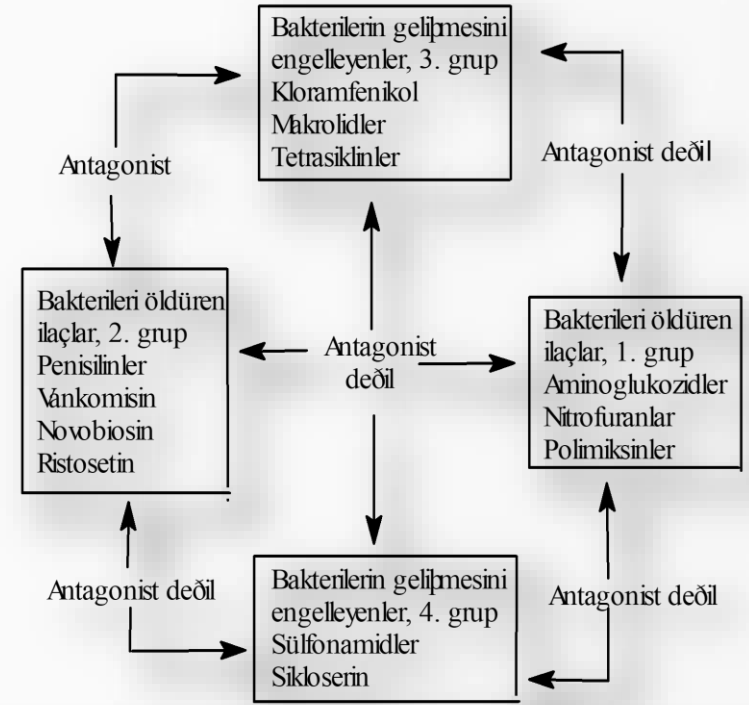 Bakterilerin geliþmesini
engelleyenler, 3. grup
Kloramfenikol
Makrolidler
Tetrasiklinler
Antagonist
Antagonist deðil
Bakterileri öldüren
ilaçlar, 2. grup
Penisilinler
Vankomisin
Novobiosin
Ristosetin
Antagonist
deðil
Bakterileri öldüren
ilaçlar, 1. grup
Aminoglukozidler
Nitrofuranlar
Polimiksinler
Antagonist deðil
Antagonist deðil
Bakterilerin geliþmesini
engelleyenler, 4. grup
Sülfonamidler
Sikloserin